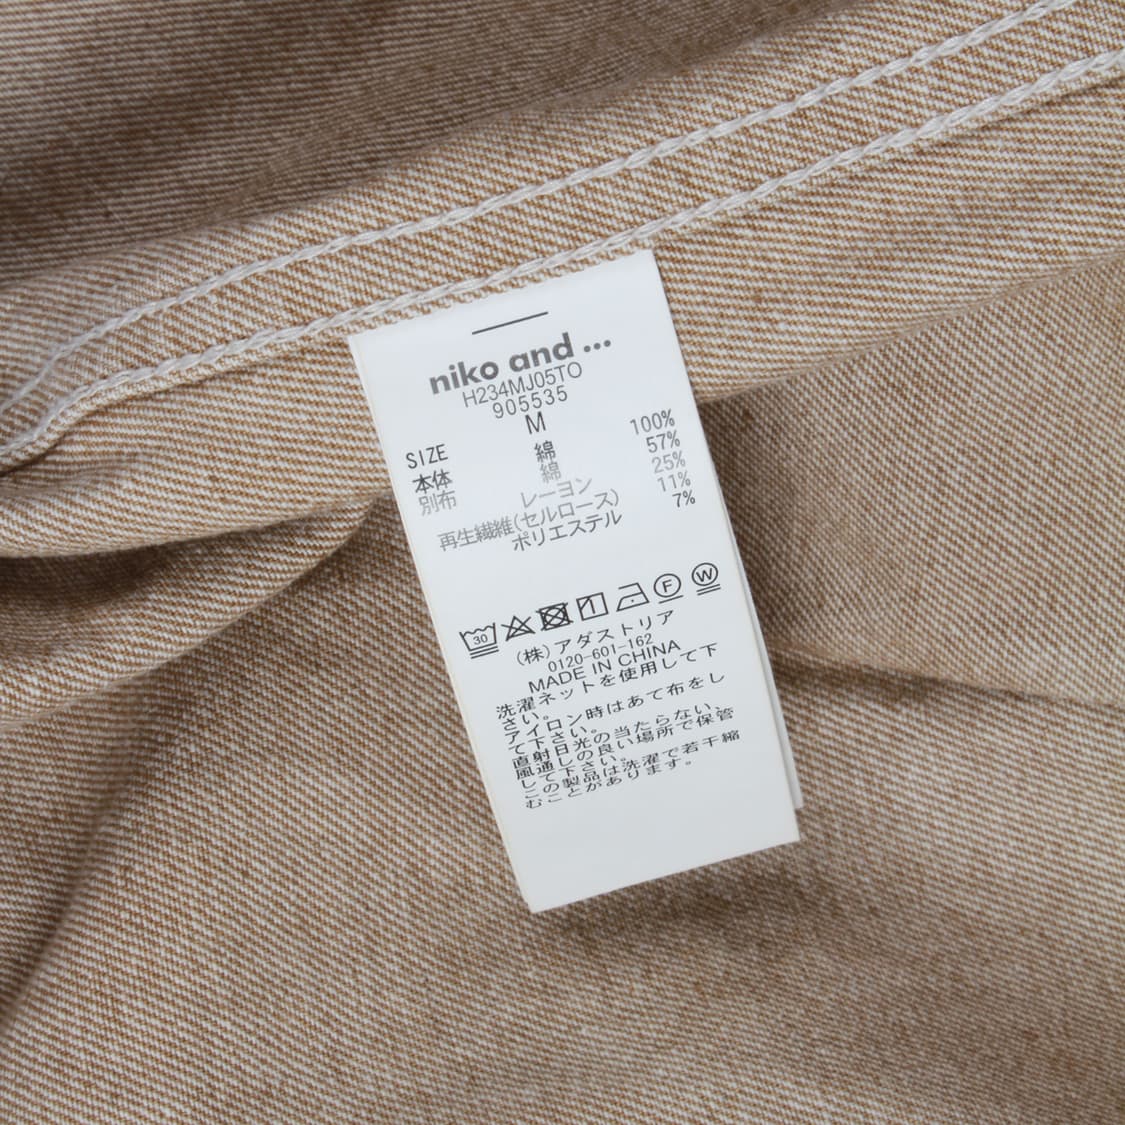 niko and ...
H234MJ05TO
905535
SIZE M
本体 綿 100%
別布 綿 57%
レーヨン 25%
再生繊維(セルロース) 11%
ポリエステル 7%
30 F W
(株)アダストリア
0120-601-162
MADE IN CHINA
洗濯ネットを使用して下
さい。
アイロン時はあて布をし
て下さい。
直射日光の当たらない、
風通しの良い場所で保管
して下さい。
この製品は洗濯で若干縮
むことがあります。